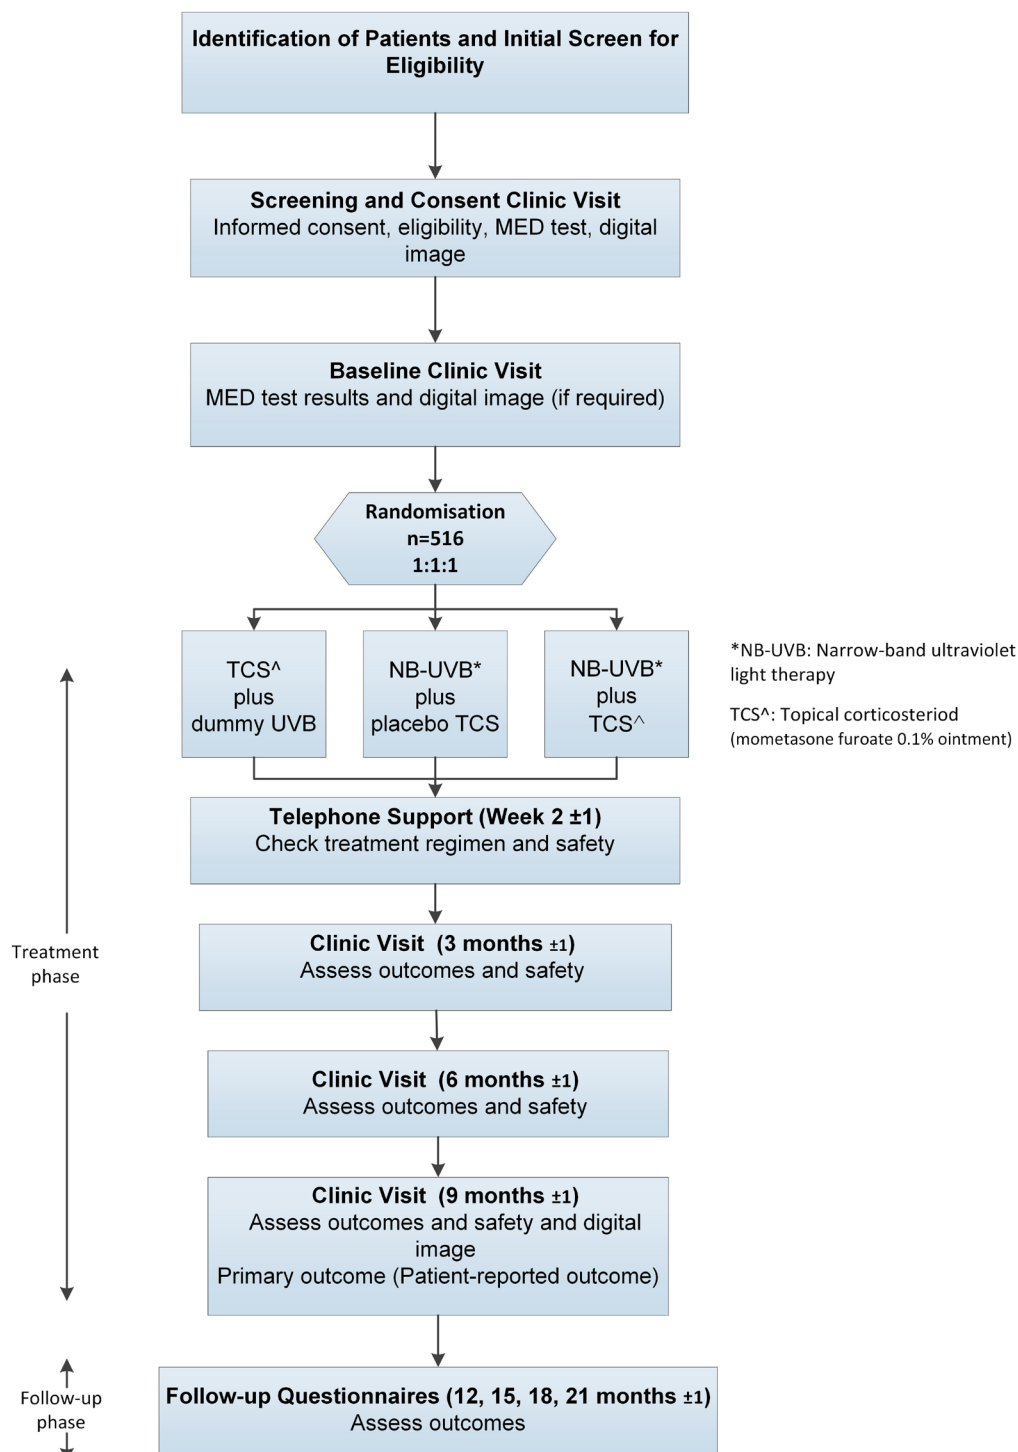 Identification of Patients and Initial Screen for
Eligibility
Screening and Consent Clinic Visit
Informed consent, eligibility, MED test, digital
image
Baseline Clinic Visit
MED test results and digital image (if required)
Randomisation
n=516
1:1:1
TCS^
plus
dummy UVB
NB-UVB*
plus
placebo TCS
NB-UVB*
plus
TCS^
*NB-UVB: Narrow-band ultraviolet
light therapy
TCS^: Topical corticosteriod
(mometasone furoate 0.1% ointment)
Telephone Support (Week 2 ±1)
Check treatment regimen and safety
Treatment
phase
Clinic Visit (3 months ±1)
Assess outcomes and safety
Clinic Visit (6 months ±1)
Assess outcomes and safety
Clinic Visit (9 months ±1)
Assess outcomes and safety and digital
image
Primary outcome (Patient-reported outcome)
Follow-up
phase
Follow-up Questionnaires (12, 15, 18, 21 months ±1)
Assess outcomes